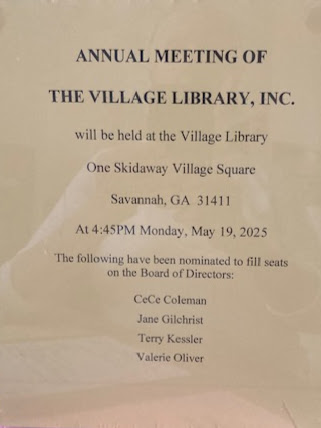 ANNUAL MEETING OF
THE VILLAGE LIBRARY, INC.
will be held at the Village Library
One Skidaway Village Square
Savannah, GA 31411
At 4:45PM Monday, May 19, 2025
The following have been nominated to fill seats
on the Board of Directors:
CeCe Coleman
Jane Gilchrist
Terry Kessler
Valerie Oliver